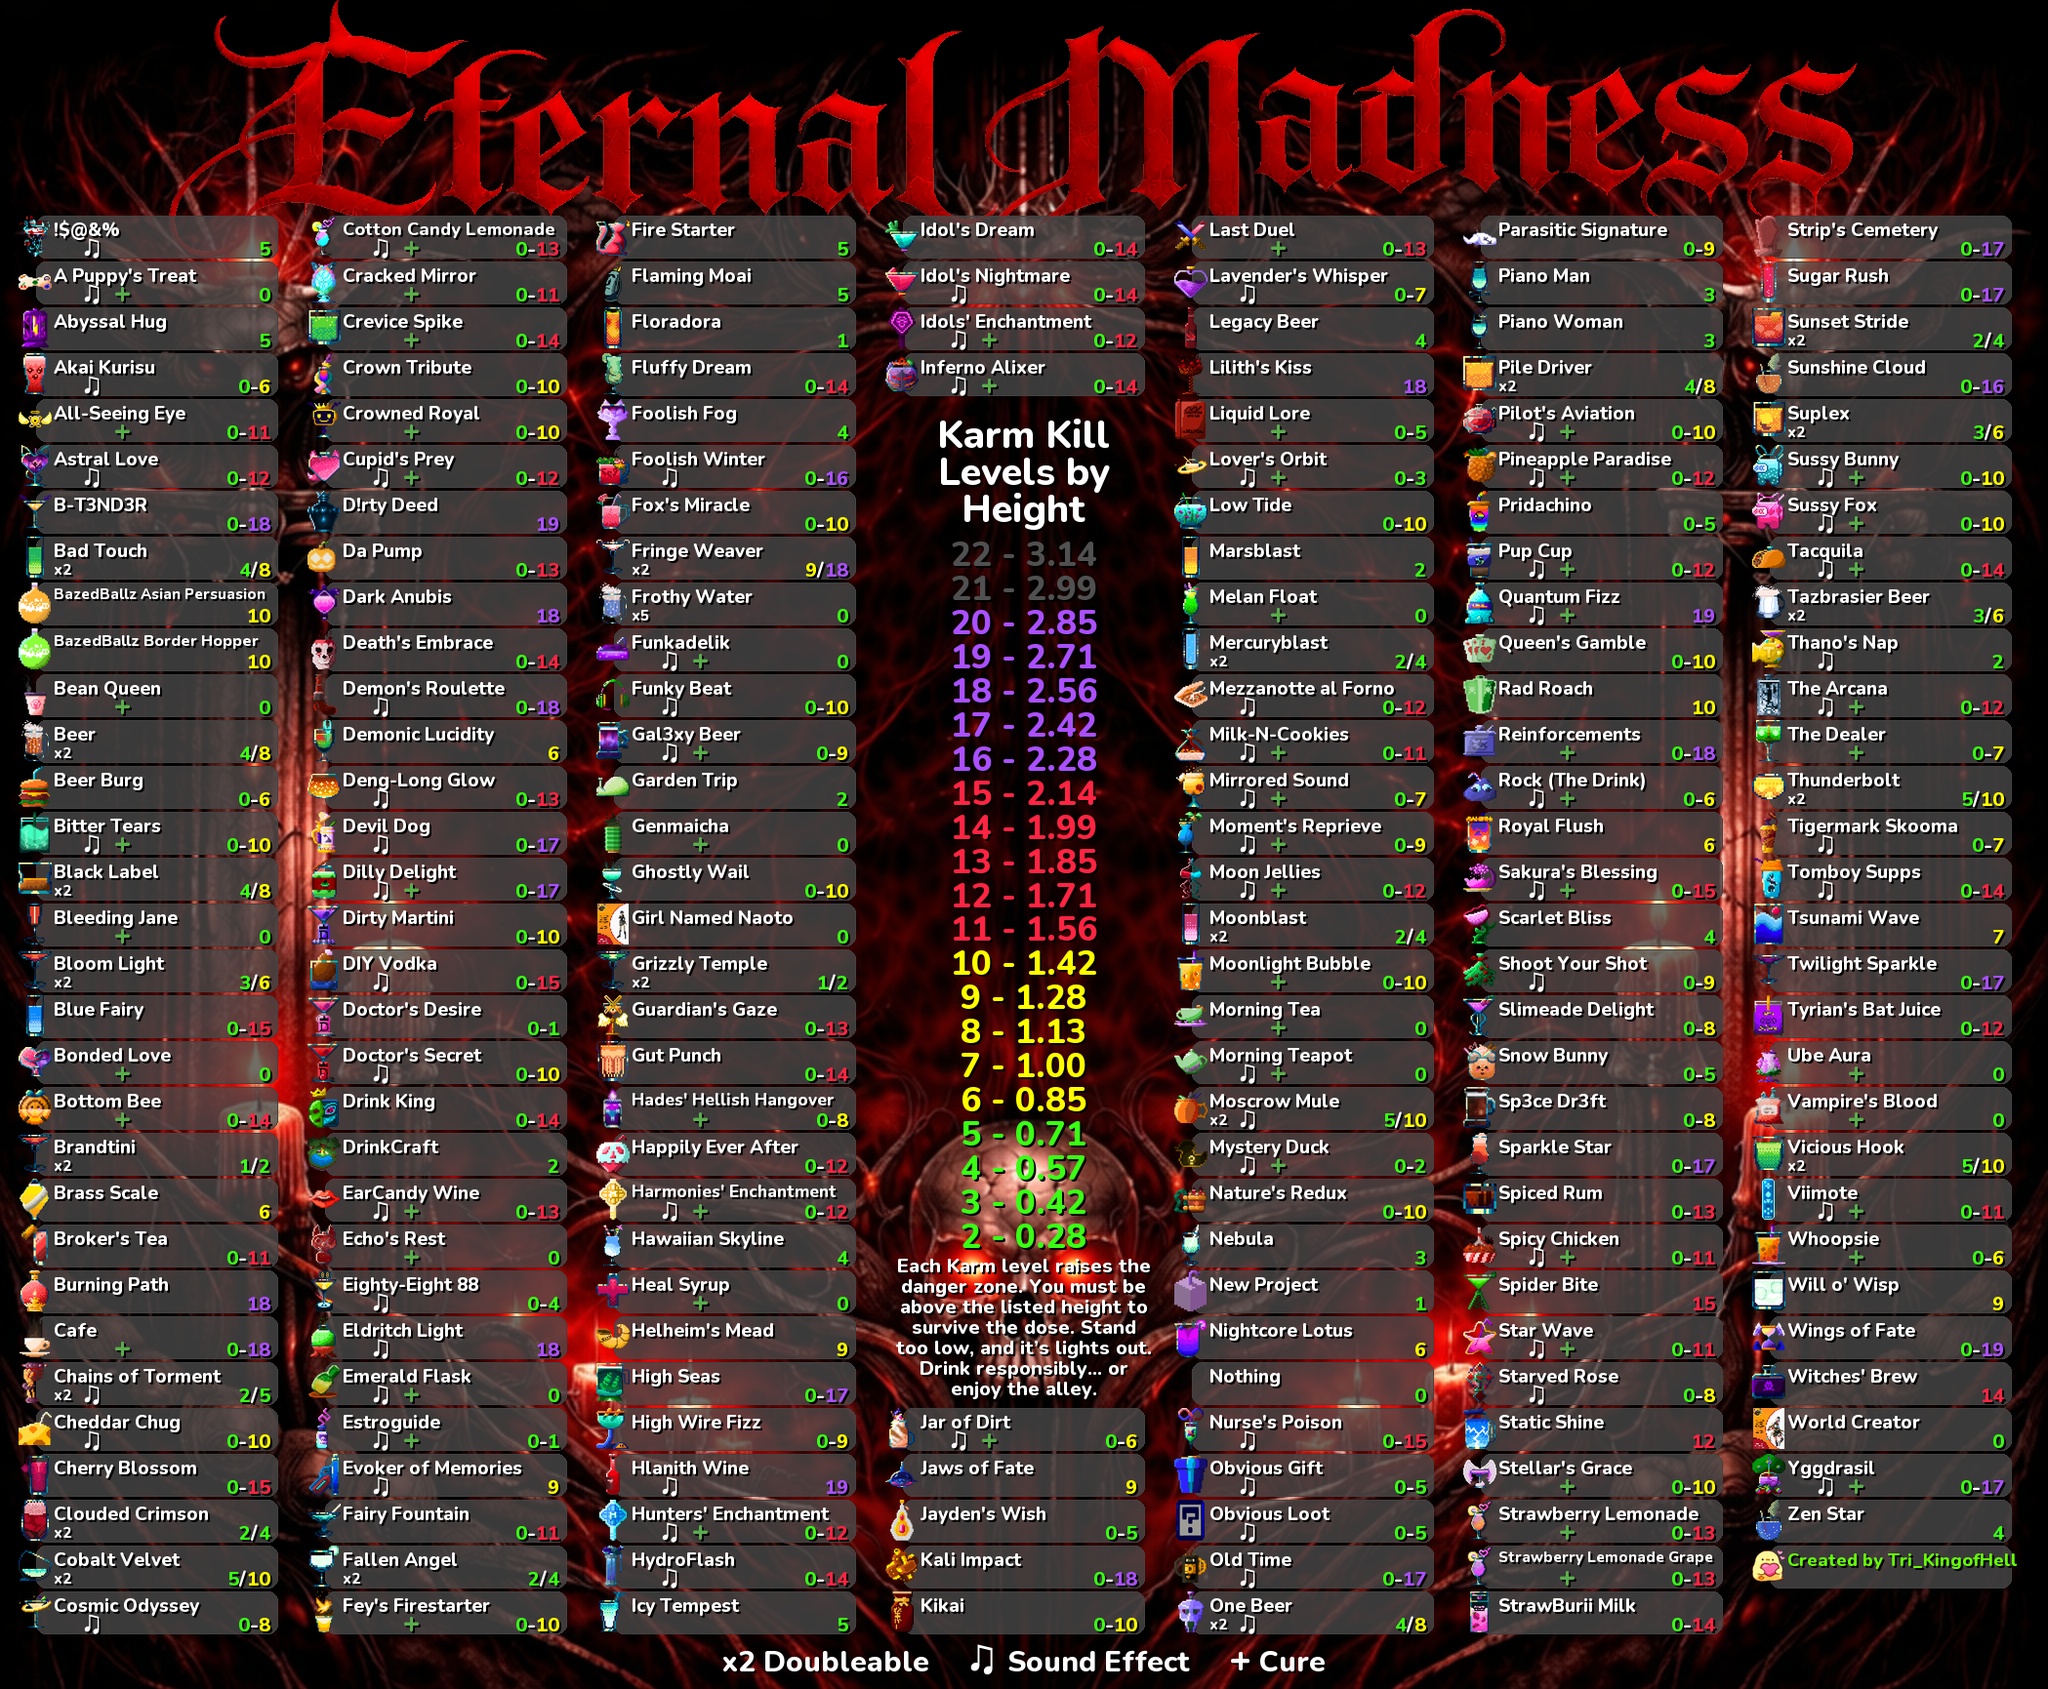 Eternal Madness
!$@&%
♫ 5
A Puppy's Treat
♫ + 0
Abyssal Hug
5
Akai Kurisu
♫ 0-6
All-Seeing Eye
+ 0-11
Astral Love
♫ 0-12
B-T3ND3R
0-18
Bad Touch
x2 4/8
BazedBallz Asian Persuasion
10
BazedBallz Border Hopper
10
Bean Queen
+ 0
Beer
x2 4/8
Beer Burg
0-6
Bitter Tears
♫ + 0-10
Black Label
x2 4/8
Bleeding Jane
+ 0
Bloom Light
x2 3/6
Blue Fairy
0-15
Bonded Love
+ 0
Bottom Bee
+ 0-14
Brandtini
x2 1/2
Brass Scale
6
Broker's Tea
0-11
Burning Path
18
Cafe
+ 0-18
Chains of Torment
x2 ♫ 2/5
Cheddar Chug
♫ 0-10
Cherry Blossom
0-15
Clouded Crimson
x2 2/4
Cobalt Velvet
x2 5/10
Cosmic Odyssey
♫ 0-8
Cotton Candy Lemonade
♫ + 0-13
Cracked Mirror
+ 0-11
Crevice Spike
+ 0-14
Crown Tribute
0-10
Crowned Royal
+ 0-10
Cupid's Prey
♫ + 0-12
D!rty Deed
19
Da Pump
0-13
Dark Anubis
18
Death's Embrace
0-14
Demon's Roulette
♫ 0-18
Demonic Lucidity
6
Deng-Long Glow
♫ 0-13
Devil Dog
♫ 0-17
Dilly Delight
♫ + 0-17
Dirty Martini
0-10
DIY Vodka
♫ 0-15
Doctor's Desire
0-1
Doctor's Secret
♫ 0-10
Drink King
0-14
DrinkCraft
2
EarCandy Wine
♫ + 0-13
Echo's Rest
+ 0
Eighty-Eight 88
♫ 0-4
Eldritch Light
♫ 18
Emerald Flask
♫ + 0
Estroguide
♫ + 0-1
Evoker of Memories
♫ 9
Fairy Fountain
0-11
Fallen Angel
x2 2/4
Fey's Firestarter
+ 0-10
Fire Starter
5
Flaming Moai
5
Floradora
1
Fluffy Dream
0-14
Foolish Fog
4
Foolish Winter
♫ 0-16
Fox's Miracle
0-10
Fringe Weaver
x2 9/18
Frothy Water
x5 0
Funkadelik
♫ + 0
Funky Beat
♫ 0-10
Gal3xy Beer
♫ + 0-9
Garden Trip
2
Genmaicha
+ 0
Ghostly Wail
0-10
Girl Named Naoto
0
Grizzly Temple
x2 1/2
Guardian's Gaze
0-13
Gut Punch
0-14
Hades' Hellish Hangover
+ 0-8
Happily Ever After
0-12
Harmonies' Enchantment
♫ + 0-12
Hawaiian Skyline
4
Heal Syrup
+ 0
Helheim's Mead
9
High Seas
0-17
High Wire Fizz
0-9
Hlanith Wine
19
Hunters' Enchantment
♫ + 0-12
HydroFlash
♫ 0-14
Icy Tempest
5
Idol's Dream
0-14
Idol's Nightmare
♫ 0-14
Idols' Enchantment
♫ + 0-12
Inferno Alixer
♫ + 0-14
Karm Kill
Levels by
Height
22 - 3.14
21 - 2.99
20 - 2.85
19 - 2.71
18 - 2.56
17 - 2.42
16 - 2.28
15 - 2.14
14 - 1.99
13 - 1.85
12 - 1.71
11 - 1.56
10 - 1.42
9 - 1.28
8 - 1.13
7 - 1.00
6 - 0.85
5 - 0.71
4 - 0.57
3 - 0.42
2 - 0.28
Each Karm level raises the
danger zone. You must be
above the listed height to
survive the dose. Stand
too low, and it's lights out.
Drink responsibly... or
enjoy the alley.
Jar of Dirt
♫ + 0-6
Jaws of Fate
9
Jayden's Wish
0-5
Kali Impact
0-18
Kikai
0-10
Last Duel
+ 0-13
Lavender's Whisper
♫ 0-7
Legacy Beer
4
Lilith's Kiss
18
Liquid Lore
+ 0-5
Lover's Orbit
♫ + 0-3
Low Tide
0-10
Marsblast
2
Melan Float
+ 0
Mercuryblast
x2 2/4
Mezzanotte al Forno
♫ 0-12
Milk-N-Cookies
♫ + 0-11
Mirrored Sound
♫ + 0-7
Moment's Reprieve
♫ + 0-9
Moon Jellies
♫ + 0-12
Moonblast
x2 2/4
Moonlight Bubble
+ 0-10
Morning Tea
+ 0
Morning Teapot
♫ + 0
Moscrow Mule
x2 ♫ 5/10
Mystery Duck
♫ + 0-2
Nature's Redux
0-10
Nebula
3
New Project
1
Nightcore Lotus
6
Nothing
0
Nurse's Poison
♫ 0-15
Obvious Gift
♫ 0-5
Obvious Loot
♫ 0-5
Old Time
♫ 0-17
One Beer
x2 ♫ 4/8
Parasitic Signature
0-9
Piano Man
3
Piano Woman
3
Pile Driver
x2 4/8
Pilot's Aviation
♫ + 0-10
Pineapple Paradise
♫ + 0-12
Pridachino
0-5
Pup Cup
♫ + 0-12
Quantum Fizz
♫ + 19
Queen's Gamble
0-10
Rad Roach
10
Reinforcements
+ 0-18
Rock (The Drink)
♫ + 0-6
Royal Flush
6
Sakura's Blessing
♫ + 0-15
Scarlet Bliss
4
Shoot Your Shot
♫ 0-9
Slimeade Delight
0-8
Snow Bunny
0-5
Sp3ce Dr3ft
0-8
Sparkle Star
0-17
Spiced Rum
0-13
Spicy Chicken
♫ + 0-11
Spider Bite
15
Star Wave
♫ + 0-11
Starved Rose
♫ 0-8
Static Shine
12
Stellar's Grace
+ 0-10
Strawberry Lemonade
+ 0-13
Strawberry Lemonade Grape
+ 0-13
StrawBurii Milk
0-14
Strip's Cemetery
0-17
Sugar Rush
0-17
Sunset Stride
x2 2/4
Sunshine Cloud
0-16
Suplex
x2 3/6
Sussy Bunny
♫ + 0-10
Sussy Fox
♫ + 0-10
Tacquila
♫ + 0-14
Tazbrasier Beer
x2 3/6
Thano's Nap
♫ 2
The Arcana
♫ + 0-12
The Dealer
+ 0-7
Thunderbolt
x2 5/10
Tigermark Skooma
♫ 0-7
Tomboy Supps
♫ 0-14
Tsunami Wave
7
Twilight Sparkle
0-17
Tyrian's Bat Juice
0-12
Ube Aura
+ 0
Vampire's Blood
+ 0
Vicious Hook
x2 5/10
Viimote
♫ + 0-11
Whoopsie
+ 0-6
Will o' Wisp
9
Wings of Fate
0-19
Witches' Brew
14
World Creator
0
Yggdrasil
♫ + 0-17
Zen Star
4
Created by Tri_KingofHell
x2 Doubleable ♫ Sound Effect + Cure